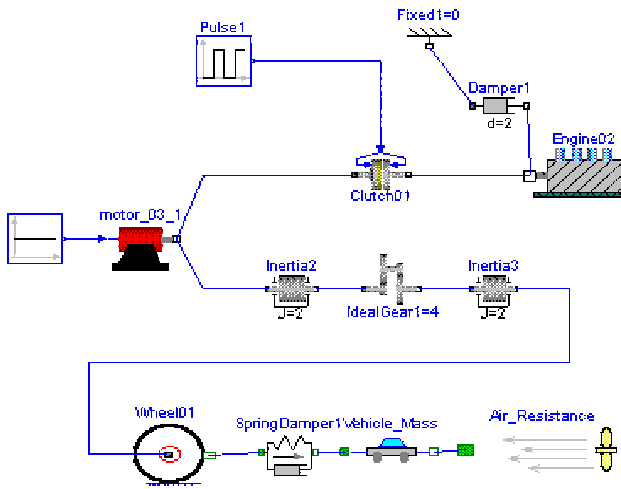 Fixed1=0
Pulse1
Damper1
d=2
Engine02
Clutch01
motor_03_1
Inertia2
J=2
IdealGear1=4
Inertia3
J=2
Wheel01
SpringDamper1
Vehicle_Mass
Air_Resistance